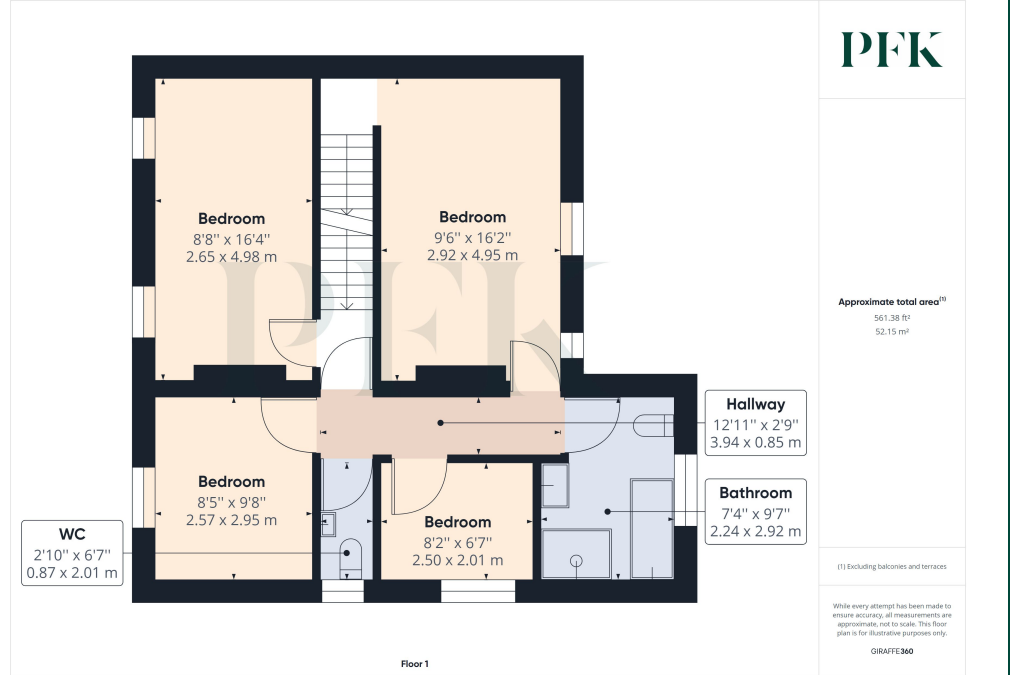 PFK
Bedroom
8'8'' x 16'4''
2.65 x 4.98 m
Bedroom
9'6'' x 16'2''
2.92 x 4.95 m
PFK
Approximate total area(1)
561.38 ft²
52.15 m²
Hallway
12'11'' x 2'9''
3.94 x 0.85 m
Bedroom
8'5'' x 9'8''
2.57 x 2.95 m
Bathroom
7'4'' x 9'7''
2.24 x 2.92 m
WC
2'10'' x 6'7''
0.87 x 2.01 m
Bedroom
8'2'' x 6'7''
2.50 x 2.01 m
(1) Excluding balconies and terraces
While every attempt has been made to
ensure accuracy, all measurements are
approximate, not to scale. This floor
plan is for illustrative purposes only.
GIRAFFE360
Floor 1